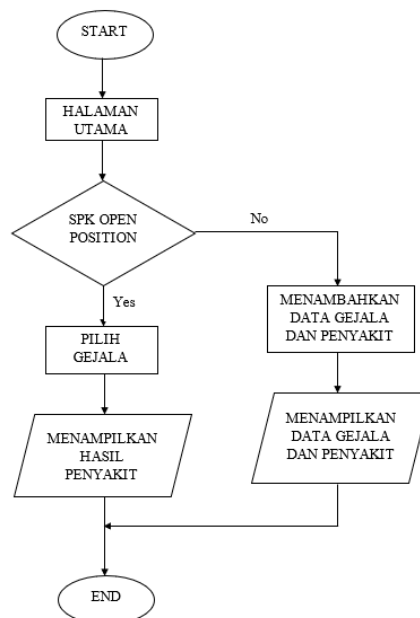 START
HALAMAN
UTAMA
SPK OPEN
POSITION
No
Yes
PILIH
GEJALA
MENAMBAHKAN
DATA GEJALA
DAN PENYAKIT
MENAMPILKAN
HASIL
PENYAKIT
MENAMPILKAN
DATA GEJALA
DAN PENYAKIT
END